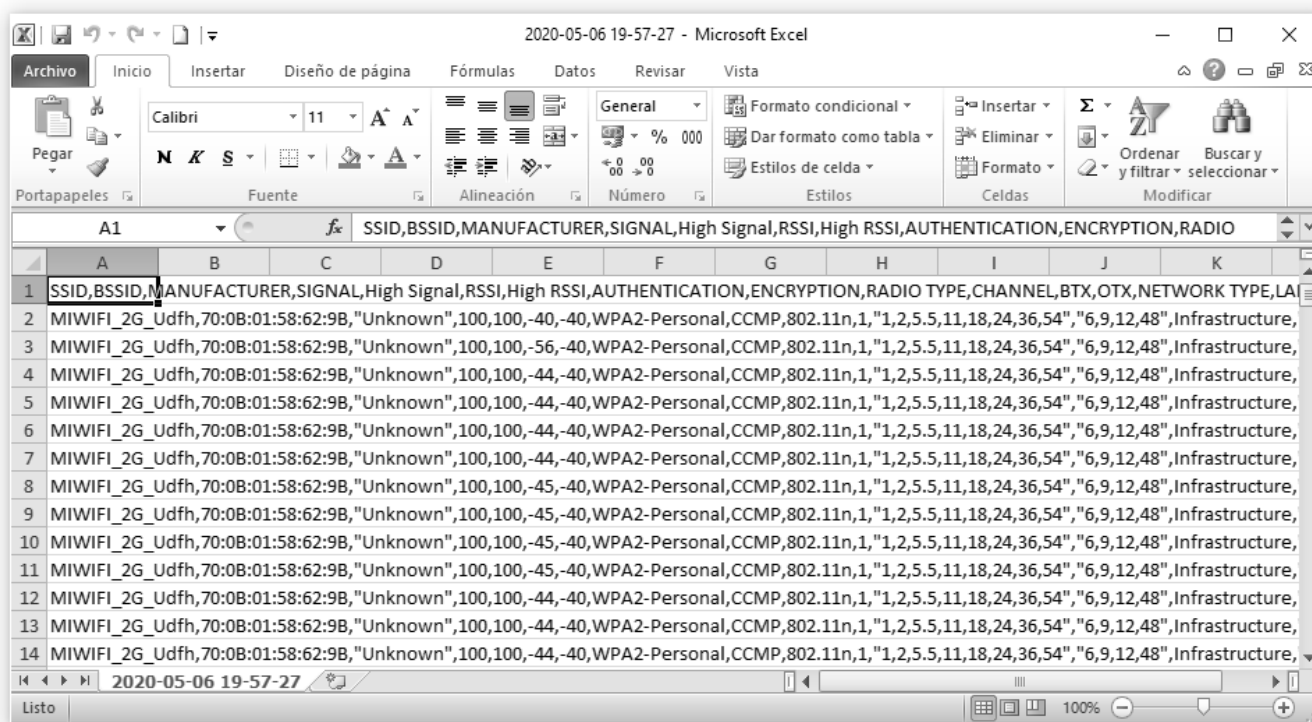 2020-05-06 19-57-27 - Microsoft Excel
Archivo Inicio Insertar Diseño de página Fórmulas Datos Revisar Vista
Pegar
Portapapeles
Calibri 11
N K S
Fuente
Alineación
General
% 000
Número
Formato condicional
Dar formato como tabla
Estilos de celda
Estilos
Insertar
Eliminar
Formato
Celdas
Σ
Ordenar y filtrar
Buscar y seleccionar
Modificar
A1 fx SSID,BSSID,MANUFACTURER,SIGNAL,High Signal,RSSI,High RSSI,AUTHENTICATION,ENCRYPTION,RADIO
A B C D E F G H I J K
1 SSID,BSSID,MANUFACTURER,SIGNAL,High Signal,RSSI,High RSSI,AUTHENTICATION,ENCRYPTION,RADIO TYPE,CHANNEL,BTX,OTX,NETWORK TYPE,LA
2 MIWIFI_2G_Udfh,70:0B:01:58:62:9B,"Unknown",100,100,-40,-40,WPA2-Personal,CCMP,802.11n,1,"1,2,5.5,11,18,24,36,54","6,9,12,48",Infrastructure,
3 MIWIFI_2G_Udfh,70:0B:01:58:62:9B,"Unknown",100,100,-56,-40,WPA2-Personal,CCMP,802.11n,1,"1,2,5.5,11,18,24,36,54","6,9,12,48",Infrastructure,
4 MIWIFI_2G_Udfh,70:0B:01:58:62:9B,"Unknown",100,100,-44,-40,WPA2-Personal,CCMP,802.11n,1,"1,2,5.5,11,18,24,36,54","6,9,12,48",Infrastructure,
5 MIWIFI_2G_Udfh,70:0B:01:58:62:9B,"Unknown",100,100,-44,-40,WPA2-Personal,CCMP,802.11n,1,"1,2,5.5,11,18,24,36,54","6,9,12,48",Infrastructure,
6 MIWIFI_2G_Udfh,70:0B:01:58:62:9B,"Unknown",100,100,-44,-40,WPA2-Personal,CCMP,802.11n,1,"1,2,5.5,11,18,24,36,54","6,9,12,48",Infrastructure,
7 MIWIFI_2G_Udfh,70:0B:01:58:62:9B,"Unknown",100,100,-44,-40,WPA2-Personal,CCMP,802.11n,1,"1,2,5.5,11,18,24,36,54","6,9,12,48",Infrastructure,
8 MIWIFI_2G_Udfh,70:0B:01:58:62:9B,"Unknown",100,100,-45,-40,WPA2-Personal,CCMP,802.11n,1,"1,2,5.5,11,18,24,36,54","6,9,12,48",Infrastructure,
9 MIWIFI_2G_Udfh,70:0B:01:58:62:9B,"Unknown",100,100,-45,-40,WPA2-Personal,CCMP,802.11n,1,"1,2,5.5,11,18,24,36,54","6,9,12,48",Infrastructure,
10 MIWIFI_2G_Udfh,70:0B:01:58:62:9B,"Unknown",100,100,-45,-40,WPA2-Personal,CCMP,802.11n,1,"1,2,5.5,11,18,24,36,54","6,9,12,48",Infrastructure,
11 MIWIFI_2G_Udfh,70:0B:01:58:62:9B,"Unknown",100,100,-45,-40,WPA2-Personal,CCMP,802.11n,1,"1,2,5.5,11,18,24,36,54","6,9,12,48",Infrastructure,
12 MIWIFI_2G_Udfh,70:0B:01:58:62:9B,"Unknown",100,100,-44,-40,WPA2-Personal,CCMP,802.11n,1,"1,2,5.5,11,18,24,36,54","6,9,12,48",Infrastructure,
13 MIWIFI_2G_Udfh,70:0B:01:58:62:9B,"Unknown",100,100,-44,-40,WPA2-Personal,CCMP,802.11n,1,"1,2,5.5,11,18,24,36,54","6,9,12,48",Infrastructure,
14 MIWIFI_2G_Udfh,70:0B:01:58:62:9B,"Unknown",100,100,-44,-40,WPA2-Personal,CCMP,802.11n,1,"1,2,5.5,11,18,24,36,54","6,9,12,48",Infrastructure,
2020-05-06 19-57-27
Listo 100%